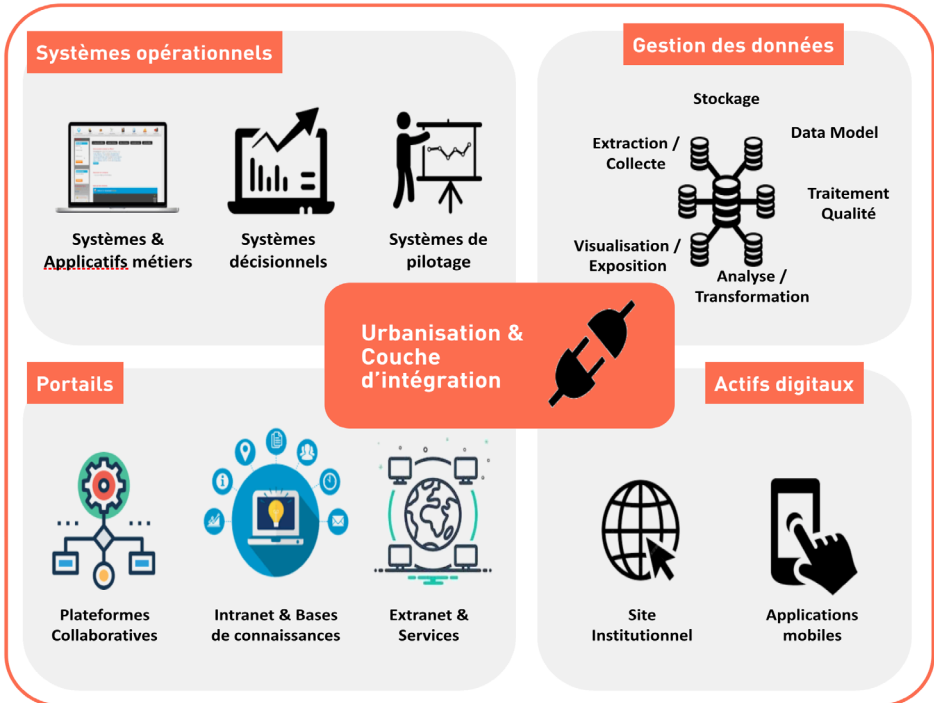 Systèmes opérationnels
Systèmes &
Applicatifs métiers
Systèmes
décisionnels
Systèmes de
pilotage
Gestion des données
Stockage
Data Model
Extraction /
Collecte
Traitement
Qualité
Visualisation /
Exposition
Analyse /
Transformation
Urbanisation &
Couche
d'intégration
Portails
Plateformes
Collaboratives
Intranet & Bases
de connaissances
Extranet &
Services
Actifs digitaux
Site
Institutionnel
Applications
mobiles